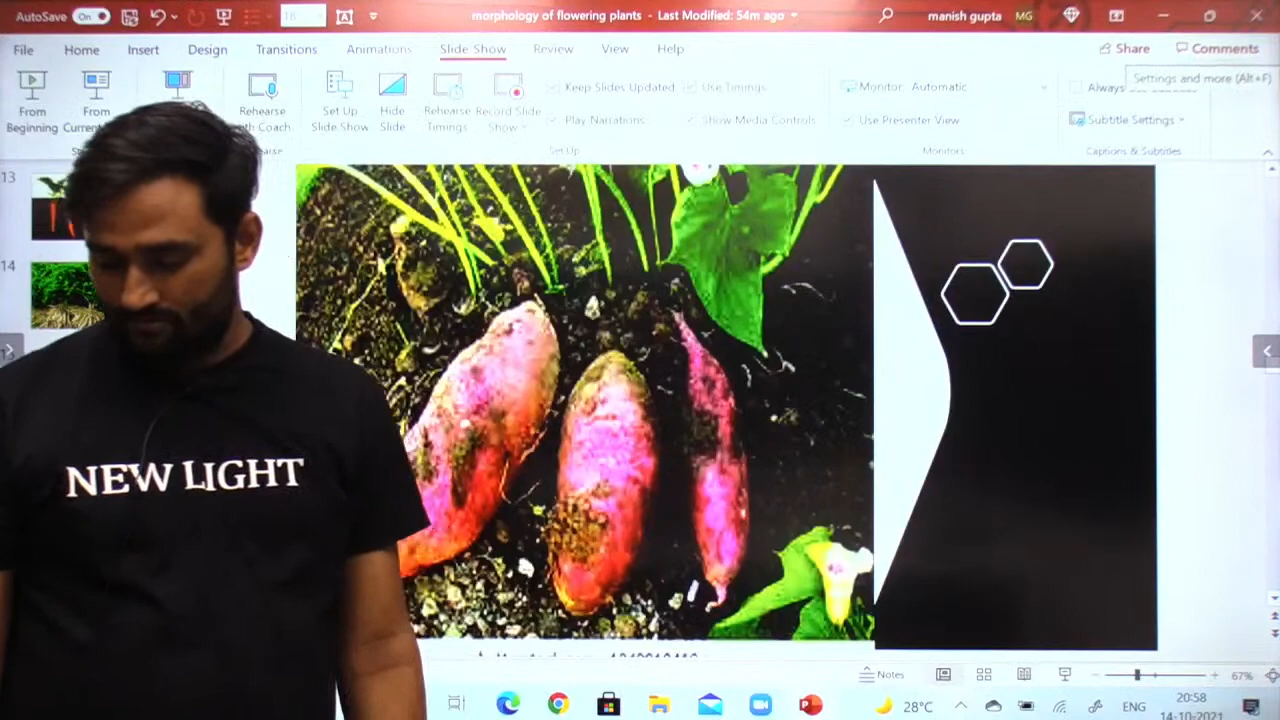 AutoSave On 18 morphology of flowering plants - Last Modified: 54m ago manish gupta MG
File Home Insert Design Transitions Animations Slide Show Review View Help Share Comments
Settings and more (Alt+F)
From Beginning
From
Rehearse
Coach
Set Up Slide Show
Hide Slide
Rehearse Timings
Record Slide Show
Keep Slides Updated Use Timings
Play Narrations Show Media Controls
Set Up
Monitor: Automatic
Use Presenter View
Monitors
Always
Subtitle Settings
Captions & Subtitles
13
14
NEW LIGHT
Notes 67%
28°C ENG 20:58
14-10-2021